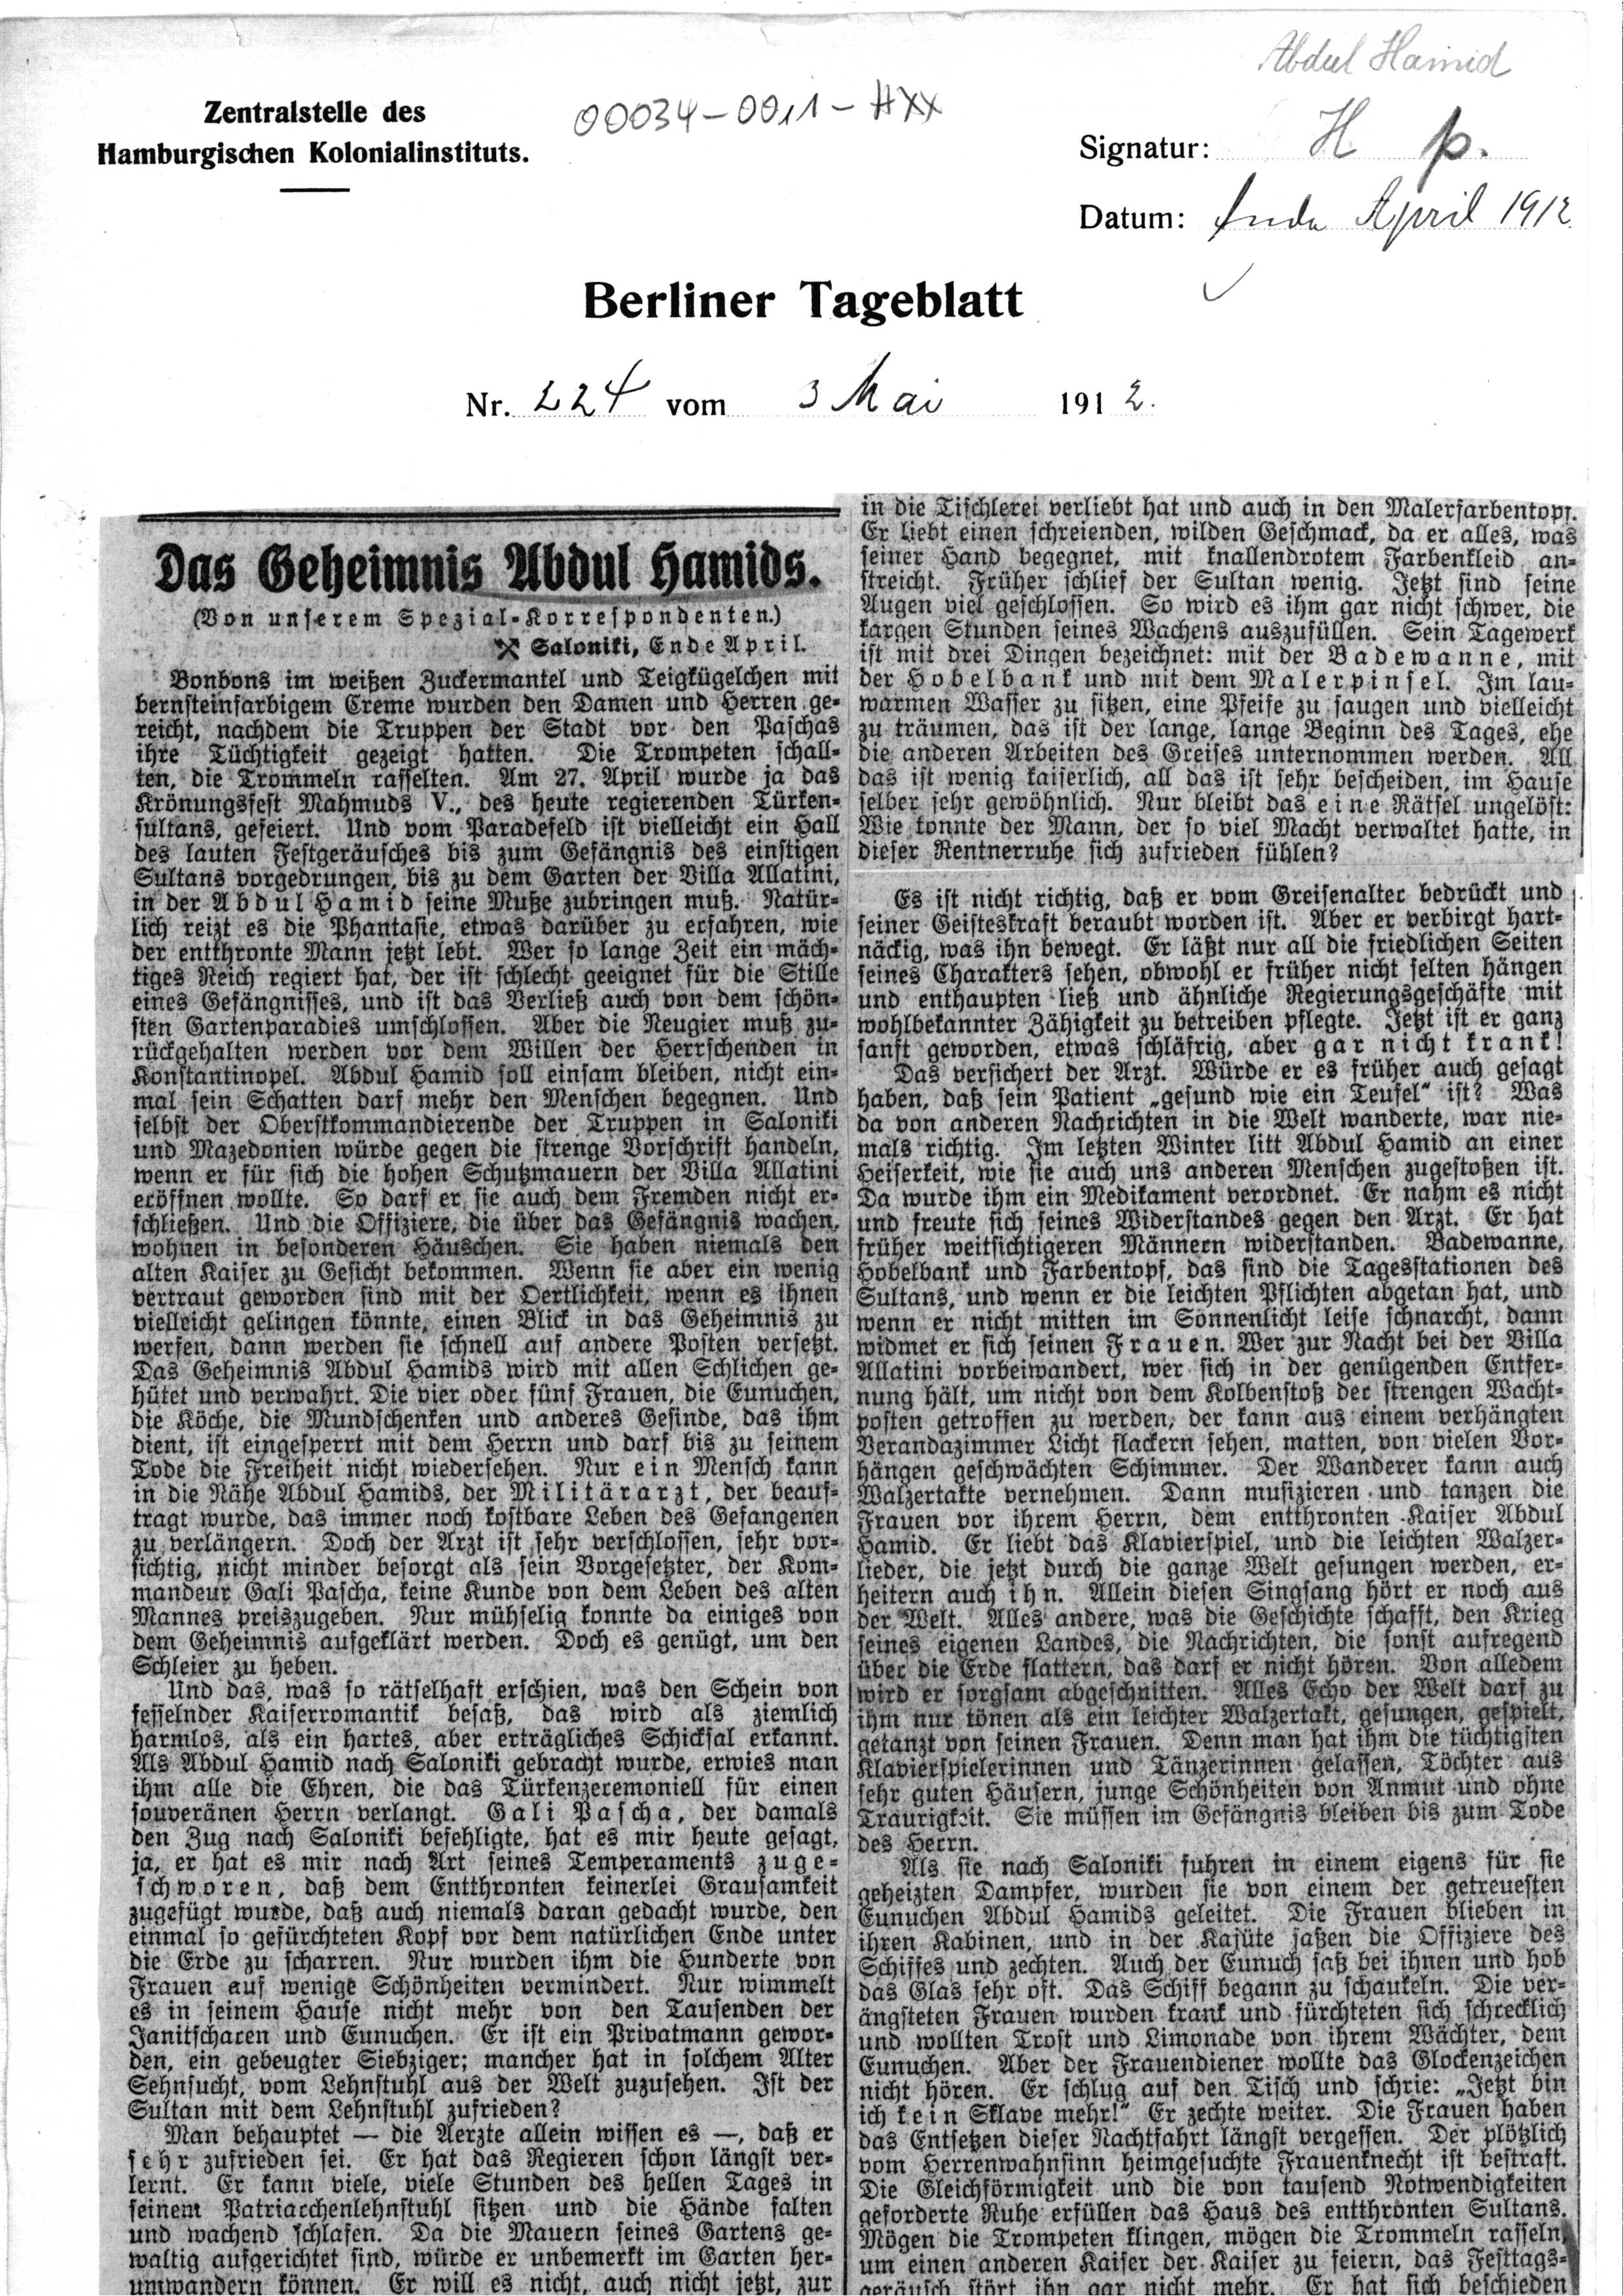 Abdul Hamid
Zentralstelle des
Hamburgischen Kolonialinstituts.
00034-0011-HXX
Signatur: H p.
Datum: Ende April 1912
Berliner Tageblatt
Nr. 224 vom 3 Mai 1912.
Das Geheimnis Abdul Hamids.
(Von unserem Spezial-Korrespondenten.)
Saloniki, Ende April.
Bonbons im weißen Zuckermantel und Teigkügelchen mit
bernsteinfarbigem Creme wurden den Damen und Herren ge-
reicht, nachdem die Truppen der Stadt vor den Paschas
ihre Tüchtigkeit gezeigt hatten. Die Trompeten schall-
ten, die Trommeln rasselten. Am 27. April wurde ja das
Krönungsfest Mahmuds V., des heute regierenden Türken-
sultans, gefeiert. Und vom Paradefeld ist vielleicht ein Hall
des lauten Festgeräusches bis zum Gefängnis des einstigen
Sultans vorgedrungen, bis zu dem Garten der Villa Allatini,
in der Abdul Hamid seine Muße zubringen muß. Natür-
lich reizt es die Phantasie, etwas darüber zu erfahren, wie
der entthronte Mann jetzt lebt. Wer so lange Zeit ein mäch-
tiges Reich regiert hat, der ist schlecht geeignet für die Stille
eines Gefängnisses, und ist das Verließ auch von dem schön-
sten Gartenparadies umschlossen. Aber die Neugier muß zu-
rückgehalten werden vor dem Willen der Herrschenden in
Konstantinopel. Abdul Hamid soll einsam bleiben, nicht ein-
mal sein Schatten darf mehr den Menschen begegnen. Und
selbst der Oberstkommandierende der Truppen in Saloniki
und Mazedonien würde gegen die strenge Vorschrift handeln,
wenn er für sich die hohen Schutzmauern der Villa Allatini
eröffnen wollte. So darf er sie auch dem Fremden nicht er-
schließen. Und die Offiziere, die über das Gefängnis wachen,
wohnen in besonderen Häuschen. Sie haben niemals den
alten Kaiser zu Gesicht bekommen. Wenn sie aber ein wenig
vertraut geworden sind mit der Oertlichkeit, wenn es ihnen
vielleicht gelingen könnte, einen Blick in das Geheimnis zu
werfen, dann werden sie schnell auf andere Posten versetzt.
Das Geheimnis Abdul Hamids wird mit allen Schlichen ge-
hütet und verwahrt. Die vier oder fünf Frauen, die Eunuchen,
die Köche, die Mundschenken und anderes Gesinde, das ihm
dient, ist eingesperrt mit dem Herrn und darf bis zu seinem
Tode die Freiheit nicht wiedersehen. Nur ein Mensch kann
in die Nähe Abdul Hamids, der Militärarzt, der beauf-
tragt wurde, das immer noch kostbare Leben des Gefangenen
zu verlängern. Doch der Arzt ist sehr verschlossen, sehr vor-
sichtig, nicht minder besorgt als sein Vorgesetzter, der Kom-
mandeur Gali Pascha, keine Kunde von dem Leben des alten
Mannes preiszugeben. Nur mühselig konnte da einiges von
dem Geheimnis aufgeklärt werden. Doch es genügt, um den
Schleier zu heben.
Und das, was so rätselhaft erschien, was den Schein von
fesselnder Kaiserromantik besaß, das wird als ziemlich
harmlos, als ein hartes, aber erträgliches Schicksal erkannt.
Als Abdul Hamid nach Saloniki gebracht wurde, erwies man
ihm alle die Ehren, die das Türkenzeremoniell für einen
souveränen Herrn verlangt. Gali Pascha, der damals
den Zug nach Saloniki befehligte, hat es mir heute gesagt,
ja, er hat es mir nach Art seines Temperaments zuge-
schworen, daß dem Entthronten keinerlei Grausamkeit
zugefügt wurde, daß auch niemals daran gedacht wurde, den
einmal so gefürchteten Kopf vor dem natürlichen Ende unter
die Erde zu scharren. Nur wurden ihm die Hunderte von
Frauen auf wenige Schönheiten vermindert. Nur wimmelt
es in seinem Hause nicht mehr von den Tausenden der
Janitscharen und Eunuchen. Er ist ein Privatmann gewor-
den, ein gebeugter Siebziger; mancher hat in solchem Alter
Sehnsucht, vom Lehnstuhl aus der Welt zuzusehen. Ist der
Sultan mit dem Lehnstuhl zufrieden?
Man behauptet — die Aerzte allein wissen es —, daß er
sehr zufrieden sei. Er hat das Regieren schon längst ver-
lernt. Er kann viele, viele Stunden des hellen Tages in
seinem Patriarchenlehnstuhl sitzen und die Hände falten
und wachend schlafen. Da die Mauern seines Gartens ge-
waltig aufgerichtet sind, würde er unbemerkt im Garten her-
umwandern können. Er will es nicht, auch nicht jetzt, zur
in die Tischlerei verliebt hat und auch in den Malerfarbentopf.
Er liebt einen schreienden, wilden Geschmack, da er alles, was
seiner Hand begegnet, mit knallendrotem Farbenkleid an-
streicht. Früher schlief der Sultan wenig. Jetzt sind seine
Augen viel geschlossen. So wird es ihm gar nicht schwer, die
kargen Stunden seines Wachens auszufüllen. Sein Tagewerk
ist mit drei Dingen bezeichnet: mit der Badewanne, mit
der Hobelbank und mit dem Malerpinsel. Im lau-
warmen Wasser zu sitzen, eine Pfeife zu saugen und vielleicht
zu träumen, das ist der lange, lange Beginn des Tages, ehe
die anderen Arbeiten des Greises unternommen werden. All
das ist wenig kaiserlich, all das ist sehr bescheiden, im Hause
selber sehr gewöhnlich. Nur bleibt das eine Rätsel ungelöst:
Wie konnte der Mann, der so viel Macht verwaltet hatte, in
dieser Rentnerruhe sich zufrieden fühlen?
Es ist nicht richtig, daß er vom Greisenalter bedrückt und
seiner Geisteskraft beraubt worden ist. Aber er verbirgt hart-
näckig, was ihn bewegt. Er läßt nur all die friedlichen Seiten
seines Charakters sehen, obwohl er früher nicht selten hängen
und enthaupten ließ und ähnliche Regierungsgeschäfte mit
wohlbekannter Zähigkeit zu betreiben pflegte. Jetzt ist er ganz
sanft geworden, etwas schläfrig, aber gar nicht krank!
Das versichert der Arzt. Würde er es früher auch gesagt
haben, daß sein Patient „gesund wie ein Teufel" ist? Was
da von anderen Nachrichten in die Welt wanderte, war nie-
mals richtig. Im letzten Winter litt Abdul Hamid an einer
Heiserkeit, wie sie auch uns anderen Menschen zugestoßen ist.
Da wurde ihm ein Medikament verordnet. Er nahm es nicht
und freute sich seines Widerstandes gegen den Arzt. Er hat
früher weitsichtigeren Männern widerstanden. Badewanne,
Hobelbank und Farbentopf, das sind die Tagesstationen des
Sultans, und wenn er die leichten Pflichten abgetan hat, und
wenn er nicht mitten im Sonnenlicht leise schnarcht, dann
widmet er sich seinen Frauen. Wer zur Nacht bei der Villa
Allatini vorbeiwandert, wer sich in der genügenden Entfer-
nung hält, um nicht von dem Kolbenstoß der strengen Wacht-
posten getroffen zu werden, der kann aus einem verhängten
Verandazimmer Licht flackern sehen, matten, von vielen Vor-
hängen geschwächten Schimmer. Der Wanderer kann auch
Walzertakte vernehmen. Dann musizieren und tanzen die
Frauen vor ihrem Herrn, dem entthronten Kaiser Abdul
Hamid. Er liebt das Klavierspiel, und die leichten Walzer-
lieder, die jetzt durch die ganze Welt gesungen werden, er-
heitern auch ihn. Allein diesen Singsang hört er noch aus
der Welt. Alles andere, was die Geschichte schafft, den Krieg
seines eigenen Landes, die Nachrichten, die sonst aufregend
über die Erde flattern, das darf er nicht hören. Von alledem
wird er sorgsam abgeschnitten. Alles Echo der Welt darf zu
ihm nur tönen als ein leichter Walzertakt, gesungen, gespielt,
getanzt von seinen Frauen. Denn man hat ihm die tüchtigsten
Klavierspielerinnen und Tänzerinnen gelassen, Töchter aus
sehr guten Häusern, junge Schönheiten von Anmut und ohne
Traurigkeit. Sie müssen im Gefängnis bleiben bis zum Tode
des Herrn.
Als sie nach Saloniki fuhren in einem eigens für sie
geheizten Dampfer, wurden sie von einem der getreuesten
Eunuchen Abdul Hamids geleitet. Die Frauen blieben in
ihren Kabinen, und in der Kajüte saßen die Offiziere des
Schiffes und zechten. Auch der Eunuch saß bei ihnen und hob
das Glas sehr oft. Das Schiff begann zu schaukeln. Die ver-
ängsteten Frauen wurden krank und fürchteten sich schrecklich
und wollten Trost und Limonade von ihrem Wächter, dem
Eunuchen. Aber der Frauendiener wollte das Glockenzeichen
nicht hören. Er schlug auf den Tisch und schrie: „Jetzt bin
ich kein Sklave mehr!" Er zechte weiter. Die Frauen haben
das Entsetzen dieser Nachtfahrt längst vergessen. Der plötzlich
vom Herrenwahnsinn heimgesuchte Frauenknecht ist bestraft.
Die Gleichförmigkeit und die von tausend Notwendigkeiten
geforderte Ruhe erfüllen das Haus des entthronten Sultans.
Mögen die Trompeten klingen, mögen die Trommeln rasseln,
um einen anderen Kaiser der Kaiser zu feiern, das Festtags-
geräusch stört ihn gar nicht mehr. Er hat sich beschieden